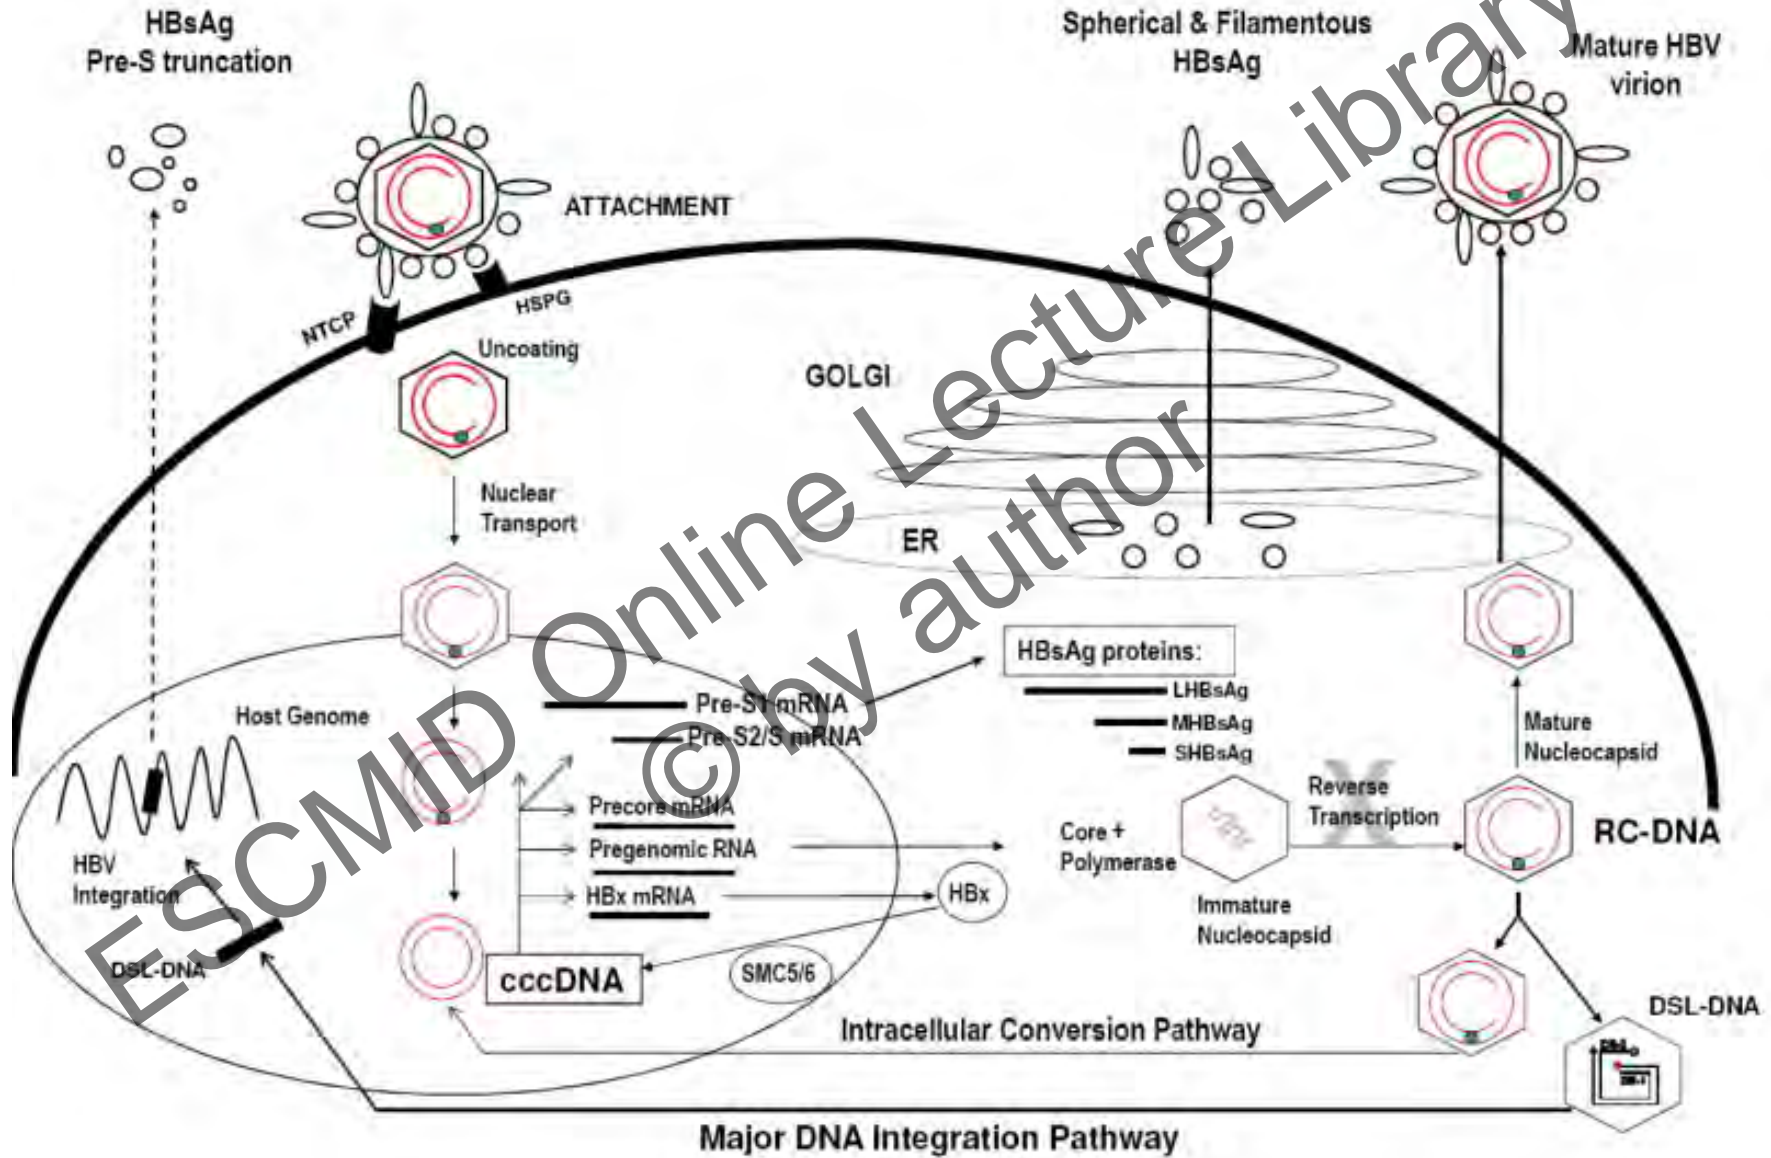 HBsAg
Pre-S truncation
Spherical & Filamentous
HBsAg
Mature HBV
virion
ATTACHMENT
NTCP
HSPG
Uncoating
GOLGI
Nuclear
Transport
ER
HBsAg proteins:
LHBsAg
MHBsAg
SHBsAg
Host Genome
Pre-S1 mRNA
Pre-S2/S mRNA
Precore mRNA
Pregenomic RNA
HBx mRNA
HBx
Core +
Polymerase
Reverse
Transcription
X
Mature
Nucleocapsid
RC-DNA
Immature
Nucleocapsid
HBV
Integration
DSL-DNA
cccDNA
SMC5/6
Intracellular Conversion Pathway
DSL-DNA
Major DNA Integration Pathway
ESCMID Online Lecture Library
© by author